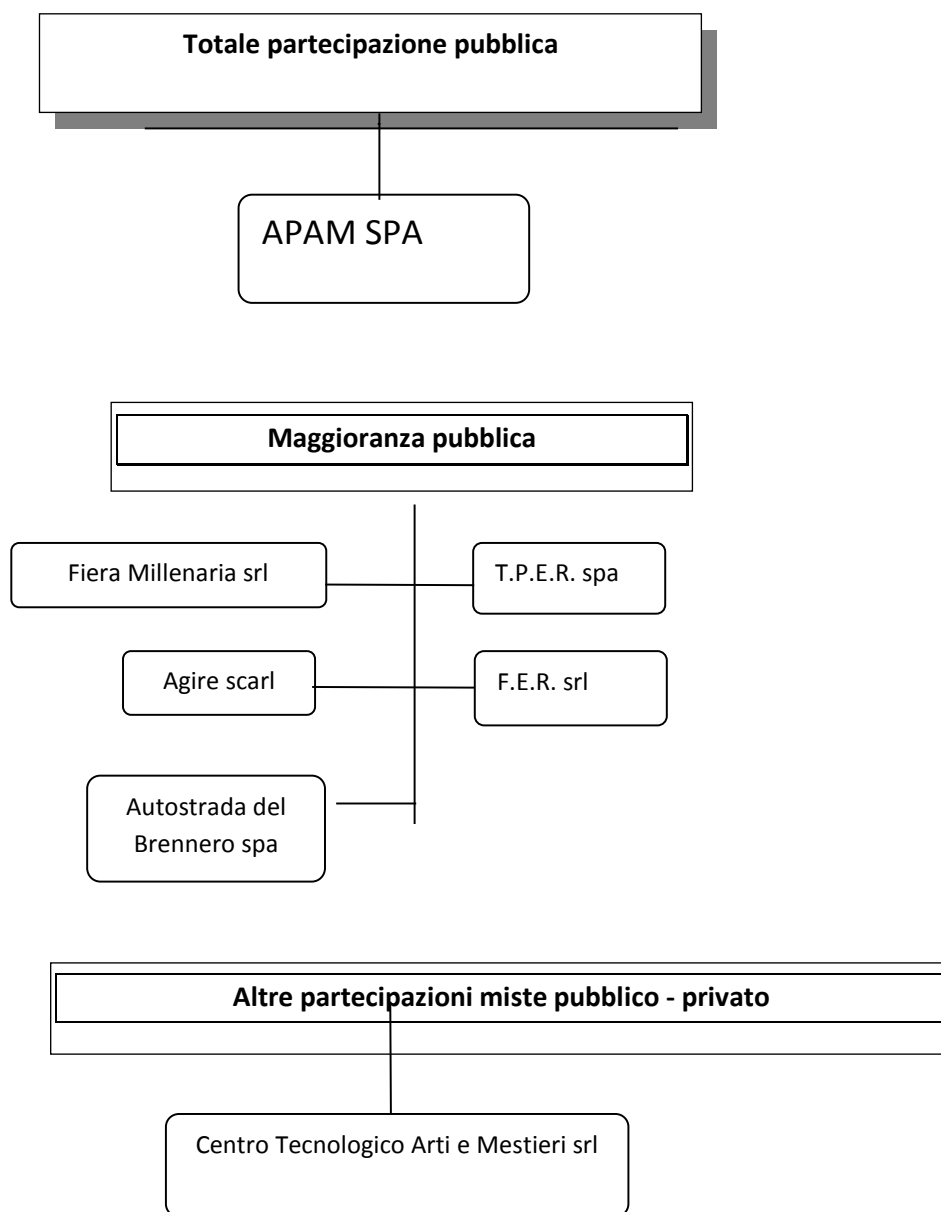 Totale partecipazione pubblica
APAM SPA
Maggioranza pubblica
Fiera Millenaria srl
T.P.E.R. spa
Agire scarl
F.E.R. srl
Autostrada del
Brennero spa
Altre partecipazioni miste pubblico - privato
Centro Tecnologico Arti e Mestieri srl